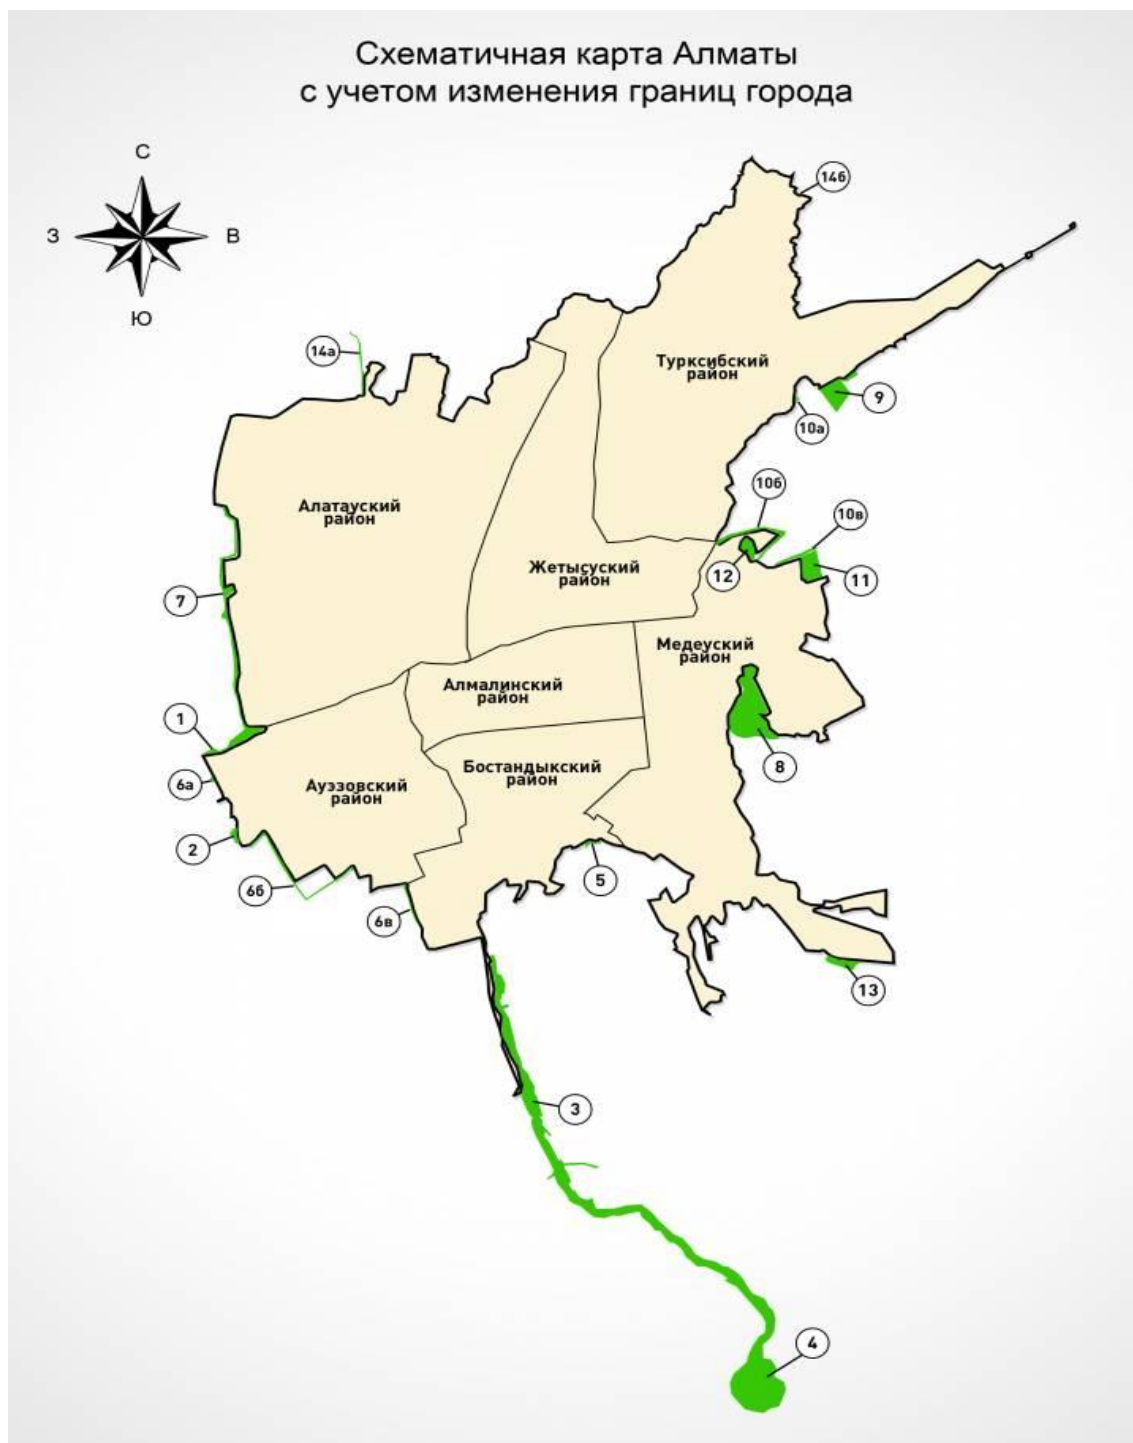 Схематичная карта Алматы
с учетом изменения границ города
С
З
В
Ю
14б
14а
Турксибский
район
9
10а
10б
10в
Алатауский
район
Жетысуский
район
12
11
7
Медеуский
район
Алмалинский
район
1
8
Бостандыкский
район
6а
Ауэзовский
район
2
5
6б
6в
13
3
4